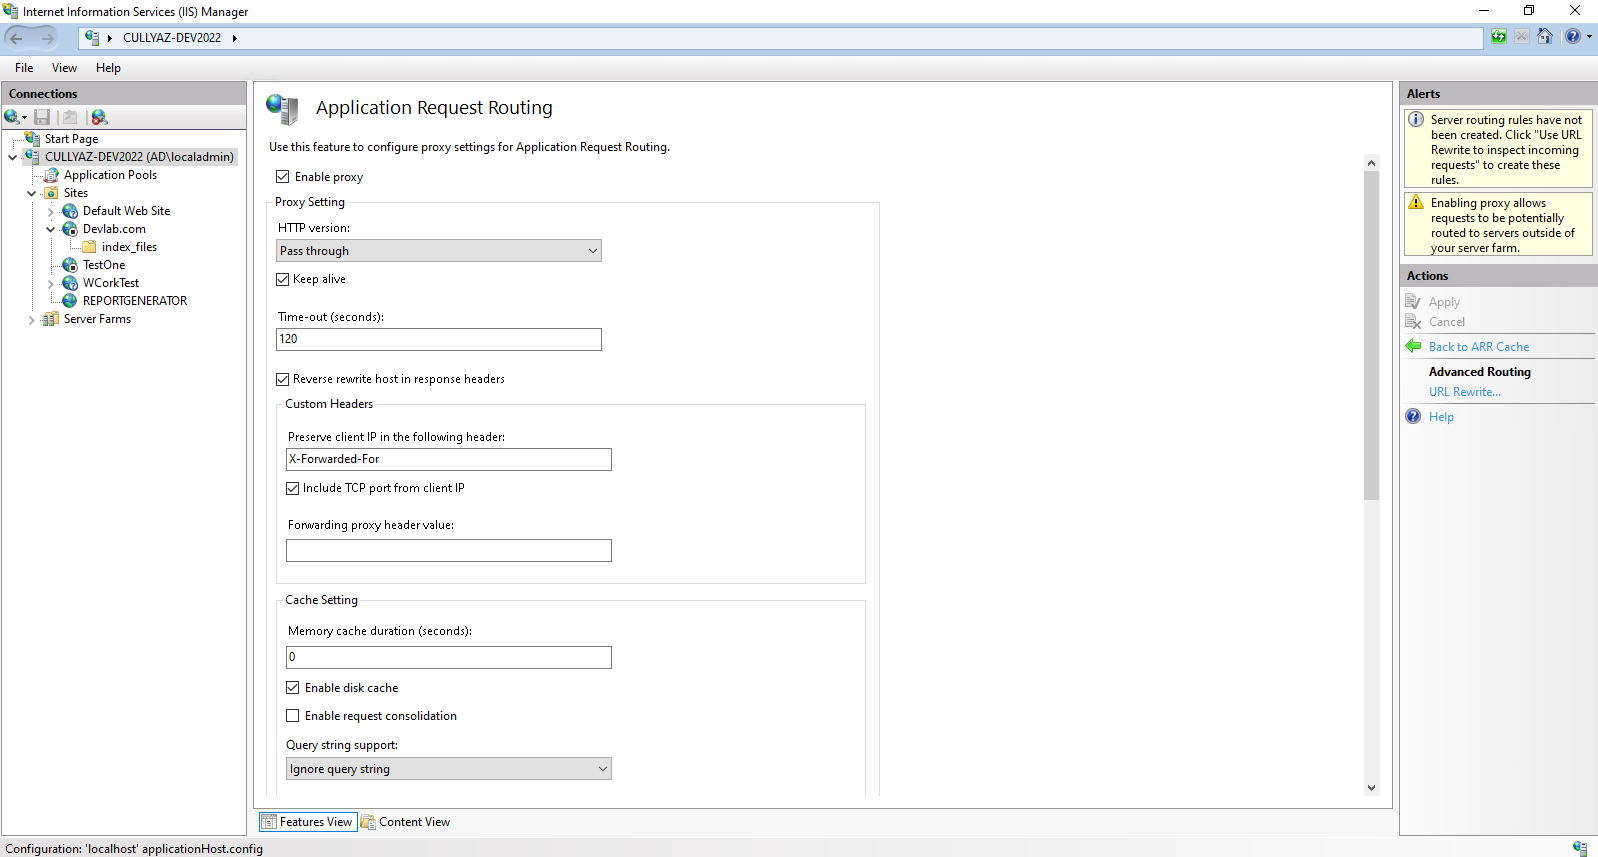 Internet Information Services (IIS) Manager
CULLYAZ-DEV2022
File View Help
Connections
Start Page
CULLYAZ-DEV2022 (AD\localadmin)
Application Pools
Sites
Default Web Site
Devlab.com
index_files
TestOne
WCorkTest
REPORTGENERATOR
Server Farms
Application Request Routing
Use this feature to configure proxy settings for Application Request Routing.
Enable proxy
Proxy Setting
HTTP version:
Pass through
Keep alive
Time-out (seconds):
120
Reverse rewrite host in response headers
Custom Headers
Preserve client IP in the following header:
X-Forwarded-For
Include TCP port from client IP
Forwarding proxy header value:
Cache Setting
Memory cache duration (seconds):
0
Enable disk cache
Enable request consolidation
Query string support:
Ignore query string
Features View
Content View
Alerts
Server routing rules have not
been created. Click "Use URL
Rewrite to inspect incoming
requests" to create these
rules.
Enabling proxy allows
requests to be potentially
routed to servers outside of
your server farm.
Actions
Apply
Cancel
Back to ARR Cache
Advanced Routing
URL Rewrite...
Help
Configuration: 'localhost' applicationHost.config